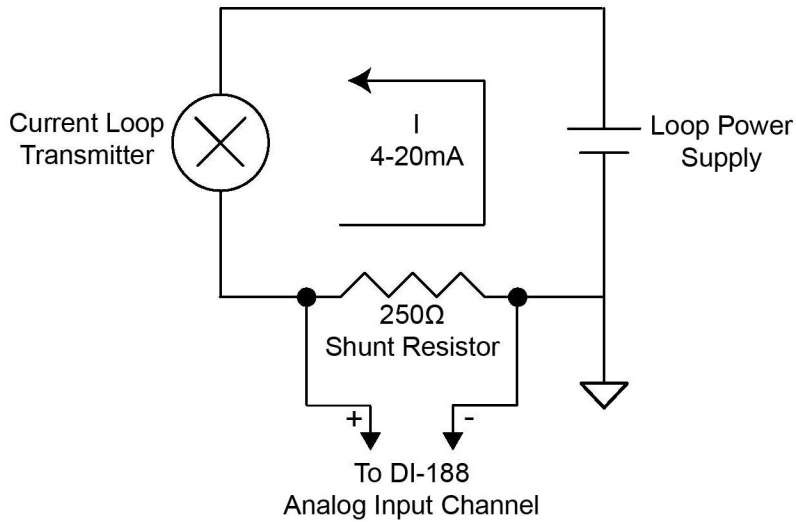 Current Loop
Transmitter
I
4-20mA
Loop Power
Supply
250Ω
Shunt Resistor
+
-
To DI-188
Analog Input Channel